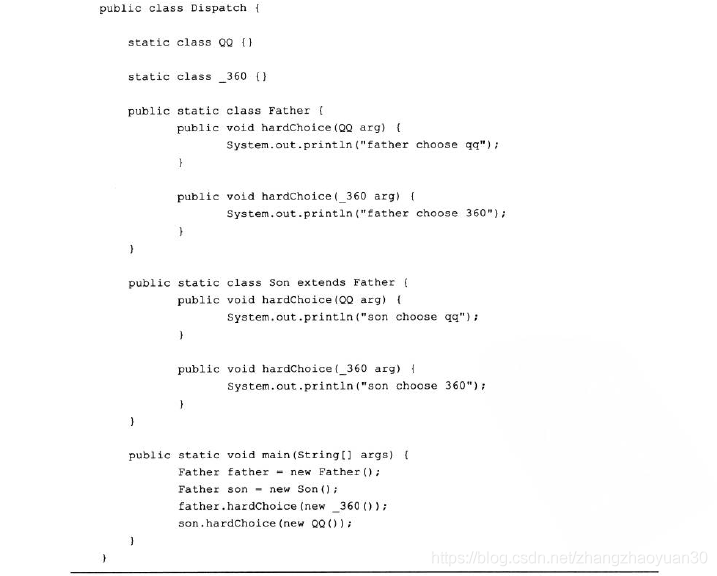 public class Dispatch {
static class QQ {}
static class _360 {}
public static class Father {
public void hardChoice(QQ arg) {
System.out.println("father choose qq");
}
public void hardChoice(_360 arg) {
System.out.println("father choose 360");
}
}
public static class Son extends Father {
public void hardChoice(QQ arg) {
System.out.println("son choose qq");
}
public void hardChoice(_360 arg) {
System.out.println("son choose 360");
}
}
public static void main(String[] args) {
Father father = new Father();
Father son = new Son();
father.hardChoice(new _360());
son.hardChoice(new QQ());
}
}
https://blog.csdn.net/zhangzhaoyuan30